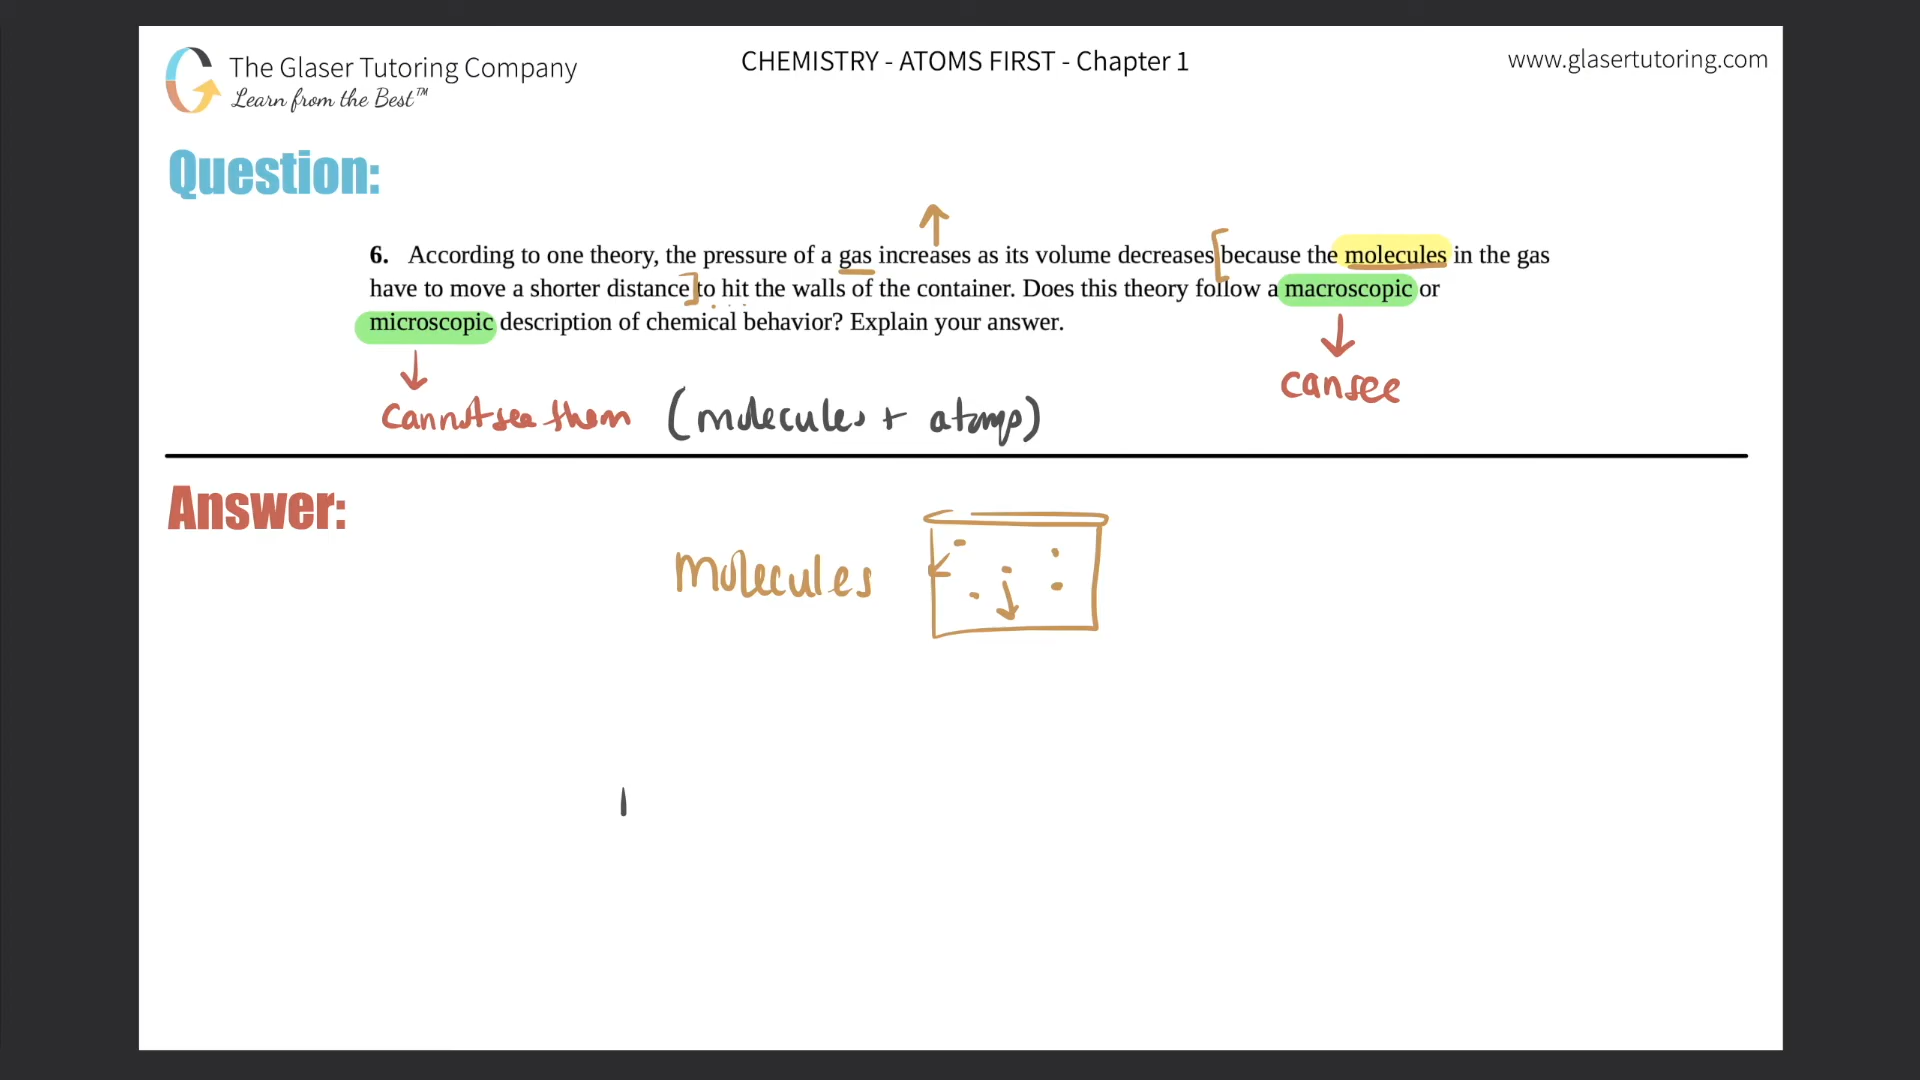 The Glaser Tutoring Company
Learn from the Best™
CHEMISTRY - ATOMS FIRST - Chapter 1
www.glasertutoring.com
Question:
6. According to one theory, the pressure of a gas increases as its volume decreases because the molecules in the gas
have to move a shorter distance to hit the walls of the container. Does this theory follow a macroscopic or
microscopic description of chemical behavior? Explain your answer.
can see
cannot see them (molecules + atoms)
Answer:
molecules